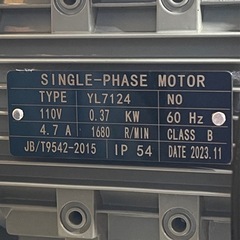 SINGLE-PHASE MOTOR
TYPE YL7124 NO
110V 0.37 KW 60 Hz
4.7 A 1680 R/MIN CLASS B
JB/T9542-2015 IP 54 DATE 2023.11